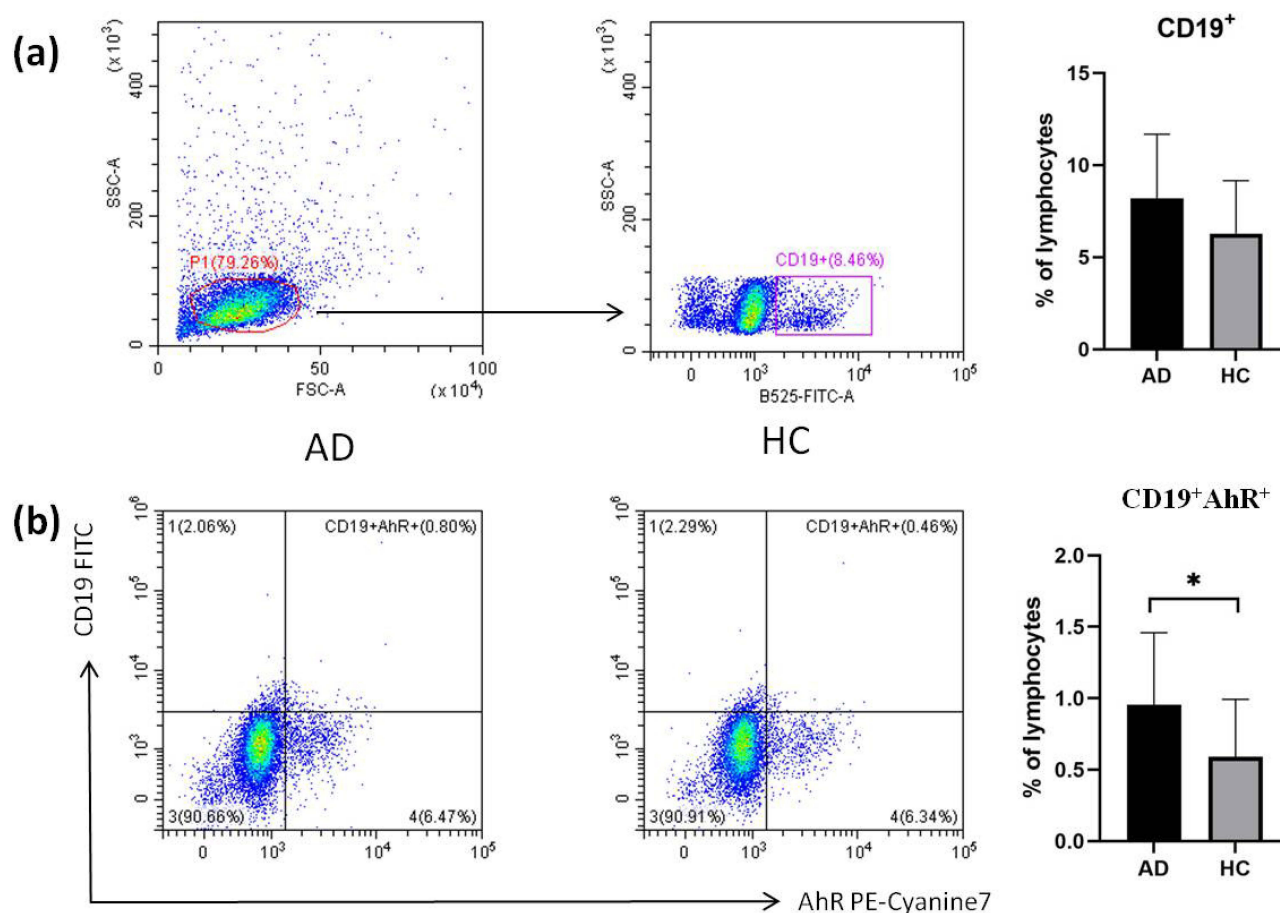 (a)
(x 10³)
400
200
0
SSC-A
P1(79.26%)
0
50
100
FSC-A
(x 10⁴)
(x 10³)
400
200
0
SSC-A
CD19+(8.46%)
0
10³
10⁴
10⁵
B525-FITC-A
CD19⁺
15
10
5
0
% of lymphocytes
AD
HC
AD
HC
(b)
CD19 FITC
10⁶
10⁵
10⁴
10³
0
1(2.06%)
CD19+AhR+(0.80%)
3(90.66%)
4(6.47%)
0
10³
10⁴
10⁵
10⁶
10⁵
10⁴
10³
0
1(2.29%)
CD19+AhR+(0.46%)
3(90.91%)
4(6.34%)
0
10³
10⁴
10⁵
AhR PE-Cyanine7
CD19⁺AhR⁺
2.0
1.5
1.0
0.5
0.0
% of lymphocytes
*
AD
HC